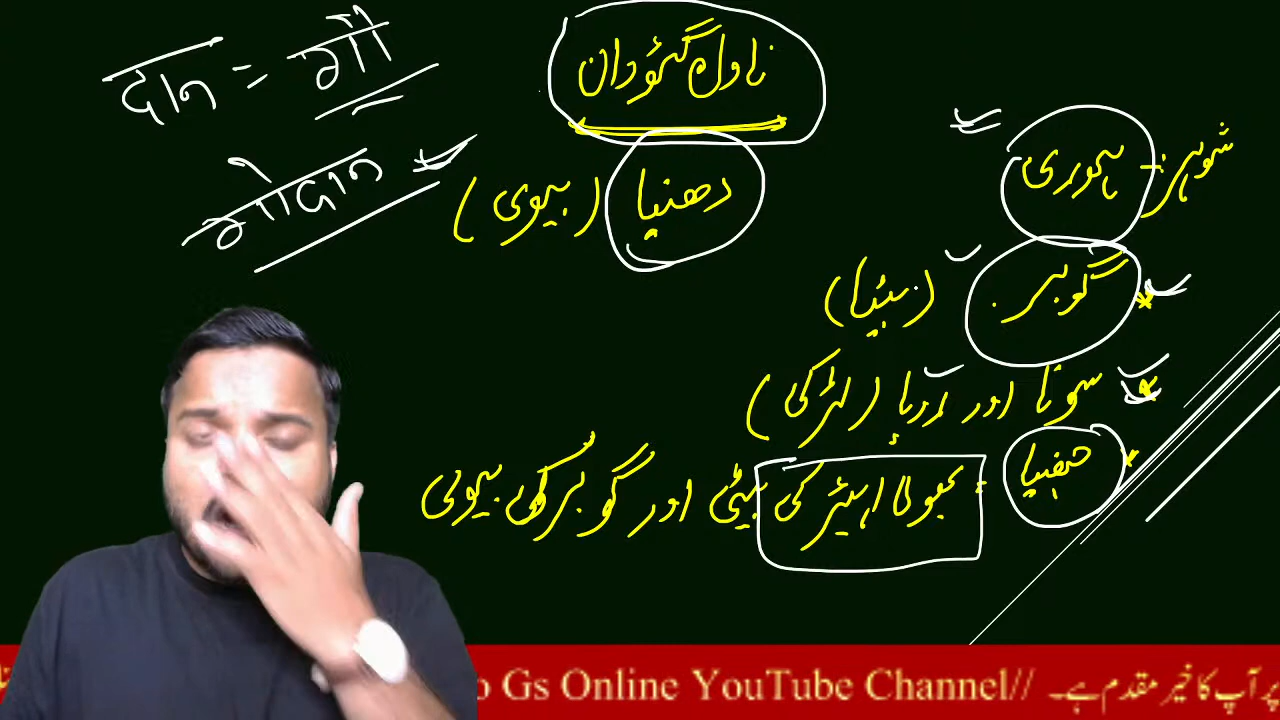 ناول گئودان
दान = गौ
गोदान
شوہر :- ہوری
دھنیا (بیوی)
گوبر (بیٹا)
سونا اور روپا (لڑکی)
جھنیا : بھولا اہیر کی بیٹی اور گوبر کی بیوی
o Gs Online YouTube Channel// پر آپ کا خیر مقدم ہے۔